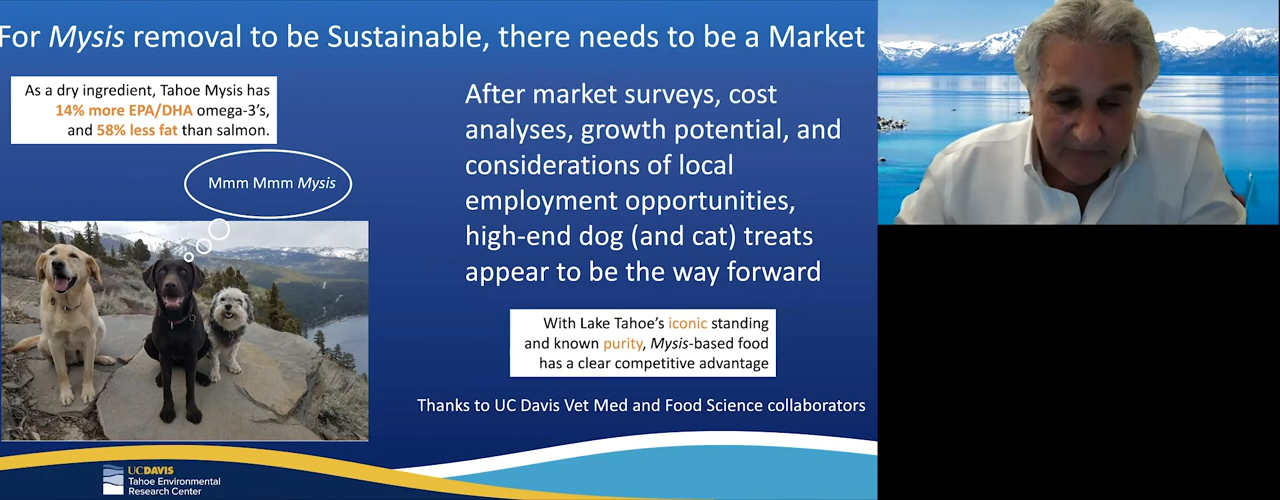 For Mysis removal to be Sustainable, there needs to be a Market
As a dry ingredient, Tahoe Mysis has
14% more EPA/DHA omega-3's,
and 58% less fat than salmon.
Mmm Mmm Mysis
After market surveys, cost
analyses, growth potential, and
considerations of local
employment opportunities,
high-end dog (and cat) treats
appear to be the way forward
With Lake Tahoe's iconic standing
and known purity, Mysis-based food
has a clear competitive advantage
Thanks to UC Davis Vet Med and Food Science collaborators
UCDAVIS
Tahoe Environmental
Research Center